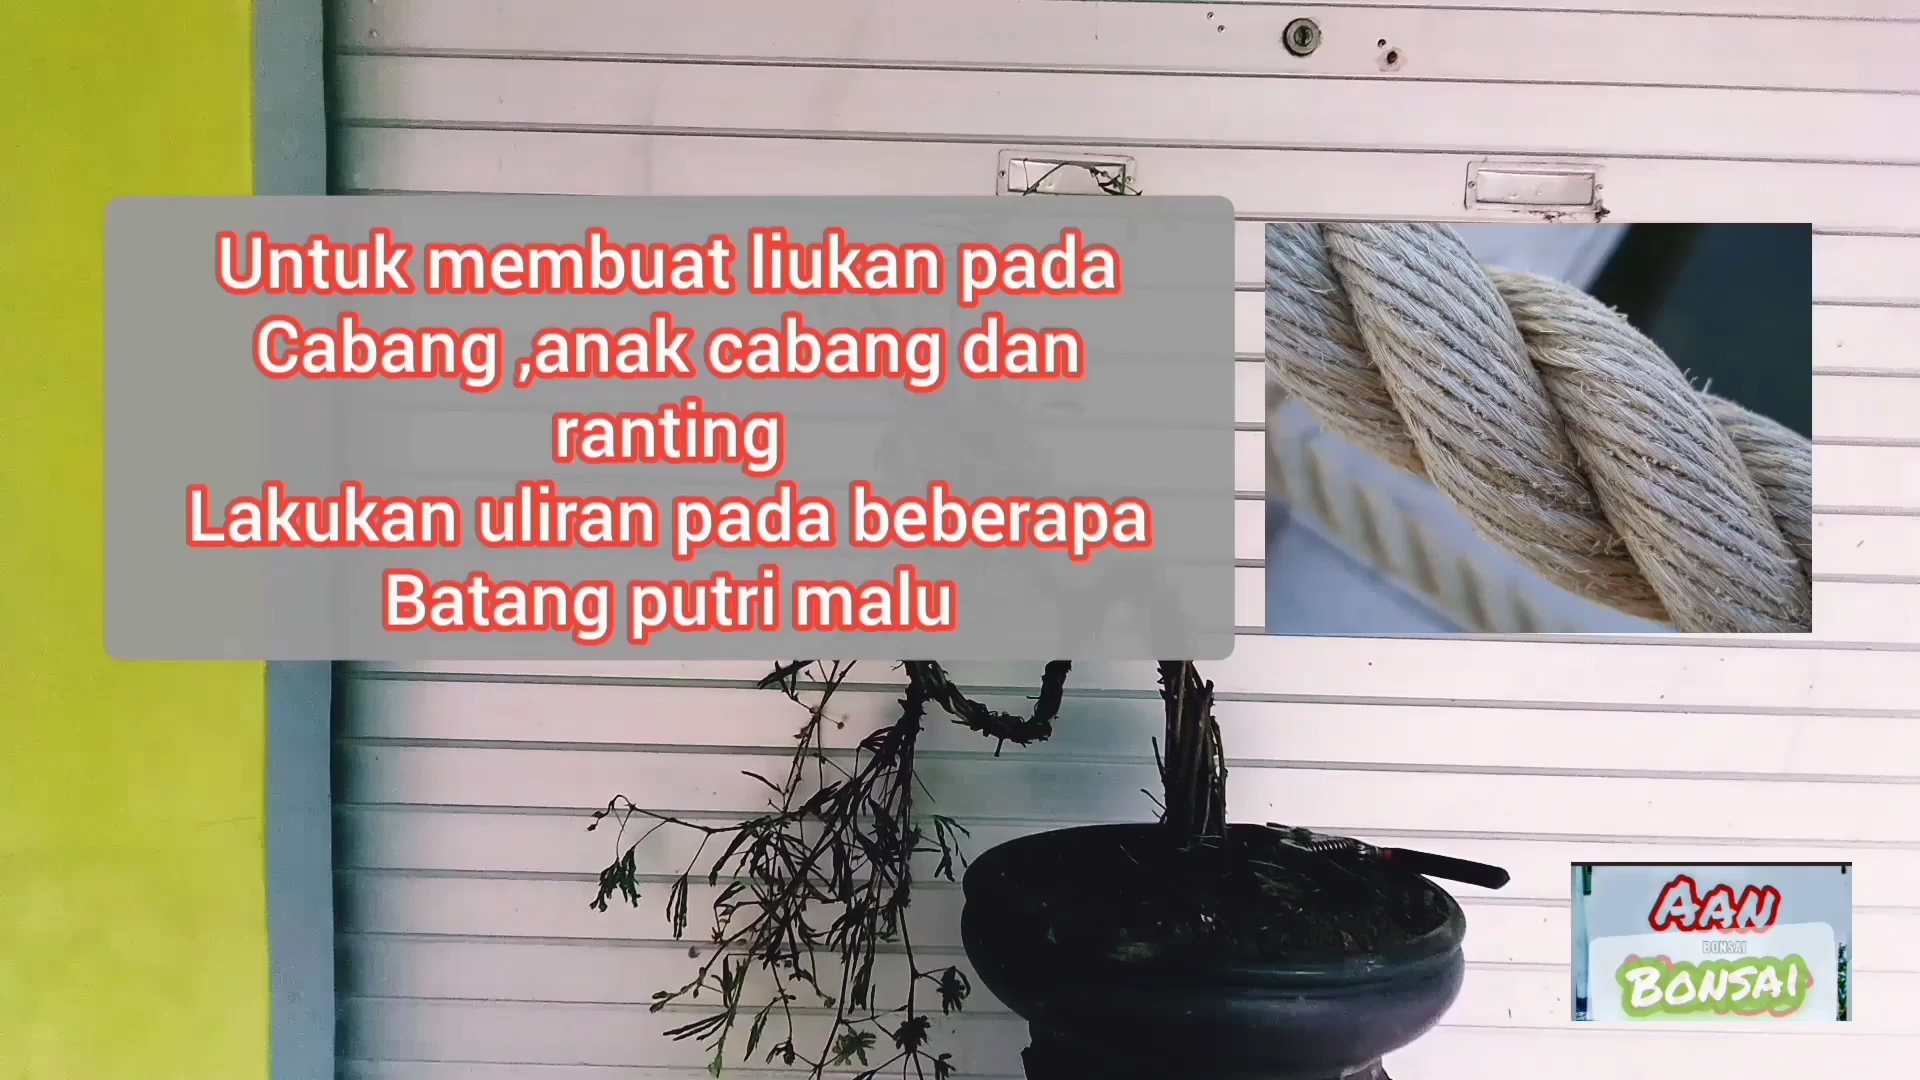 Untuk membuat liukan pada
Cabang ,anak cabang dan
ranting
Lakukan uliran pada beberapa
Batang putri malu
AAN
BONSAI
BONSAI